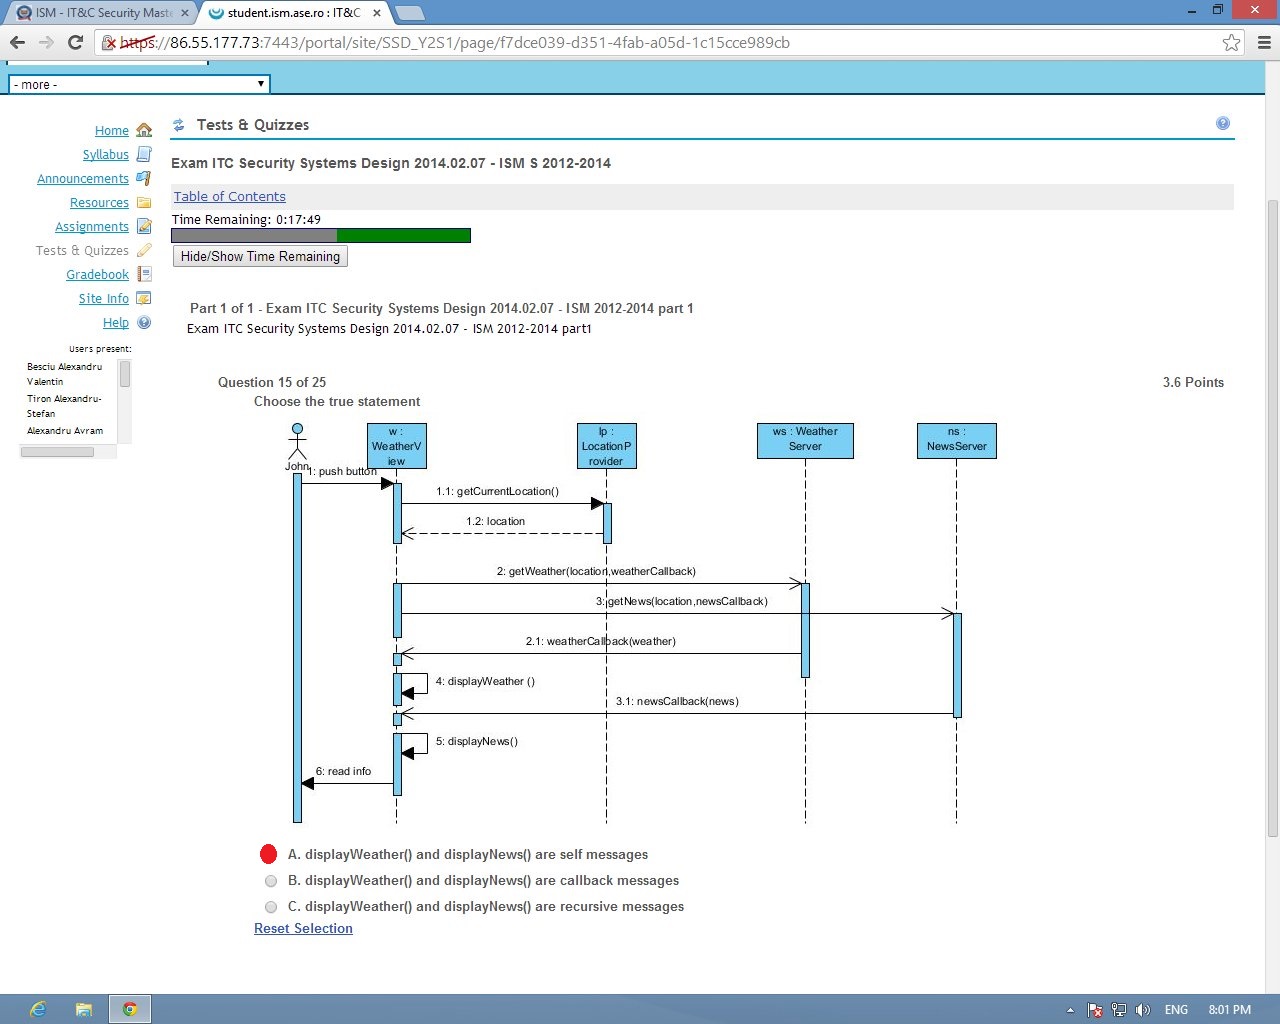 ISM - IT&C Security Maste
student.ism.ase.ro : IT&C
https://86.55.177.73:7443/portal/site/SSD_Y2S1/page/f7dce039-d351-4fab-a05d-1c15cce989cb
- more -
Home
Syllabus
Announcements
Resources
Assignments
Tests & Quizzes
Gradebook
Site Info
Help
Users present:
Besciu Alexandru
Valentin
Tiron Alexandru-
Stefan
Alexandru Avram
Tests & Quizzes
Exam ITC Security Systems Design 2014.02.07 - ISM S 2012-2014
Table of Contents
Time Remaining: 0:17:49
Hide/Show Time Remaining
Part 1 of 1 - Exam ITC Security Systems Design 2014.02.07 - ISM 2012-2014 part 1
Exam ITC Security Systems Design 2014.02.07 - ISM 2012-2014 part1
Question 15 of 25
3.6 Points
Choose the true statement
w :
WeatherV
iew
lp :
LocationP
rovider
ws : Weather
Server
ns :
NewsServer
John
1: push button
1.1: getCurrentLocation()
1.2: location
2: getWeather(location,weatherCallback)
3: getNews(location,newsCallback)
2.1: weatherCallback(weather)
4: displayWeather ()
3.1: newsCallback(news)
5: displayNews()
6: read info
A. displayWeather() and displayNews() are self messages
B. displayWeather() and displayNews() are callback messages
C. displayWeather() and displayNews() are recursive messages
Reset Selection
ENG
8:01 PM